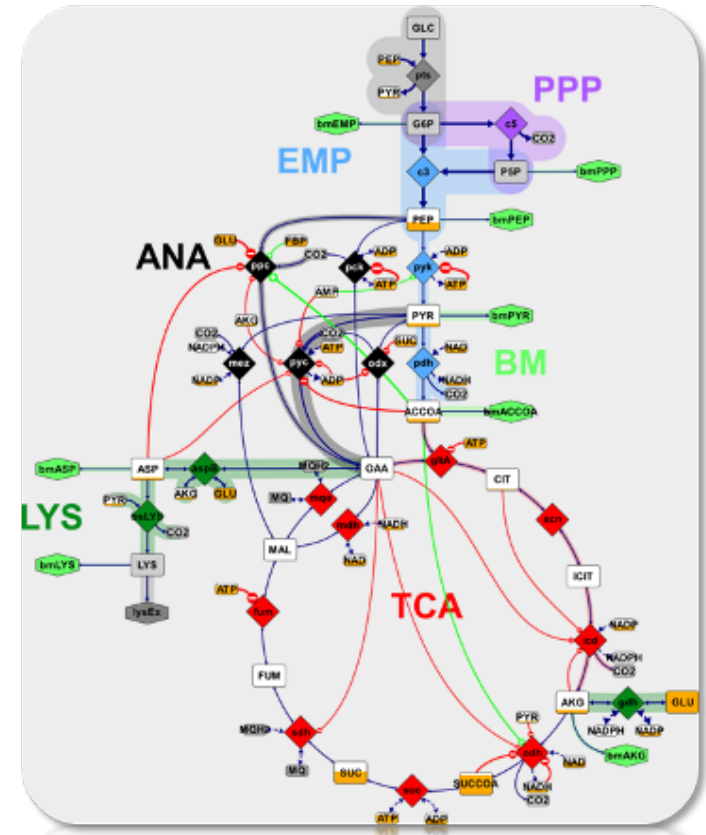 GLC
PEP
pts
PYR
PPP
bmEMP
G6P
c5
CO2
EMP
c3
P5P
bmPPP
PEP
bmPEP
GLU
FBP
ANA
ppc
CO2
pck
ADP
ATP
pyk
ADP
ATP
AMP
AKG
PYR
bmPYR
CO2
NADPH
NADP
mez
CO2
ATP
pyc
ADP
SUC
odx
pdh
NAD
NADH
CO2
BM
ACCOA
bmACCOA
ATP
gltA
bmASP
ASP
aspB
AKG
GLU
MQH2
OAA
CIT
MQ
mqo
LYS
PYR
CO2
mdh
NADH
NAD
acn
MAL
bmLYS
LYS
ICIT
ATP
fum
TCA
lysEx
icd
NADP
NADPH
CO2
FUM
AKG
gdh
GLU
NADPH
NADP
bmAKG
MQH2
sdh
MQ
PYR
odh
NAD
NADH
CO2
SUC
SUCCOA
suc
ATP
ADP